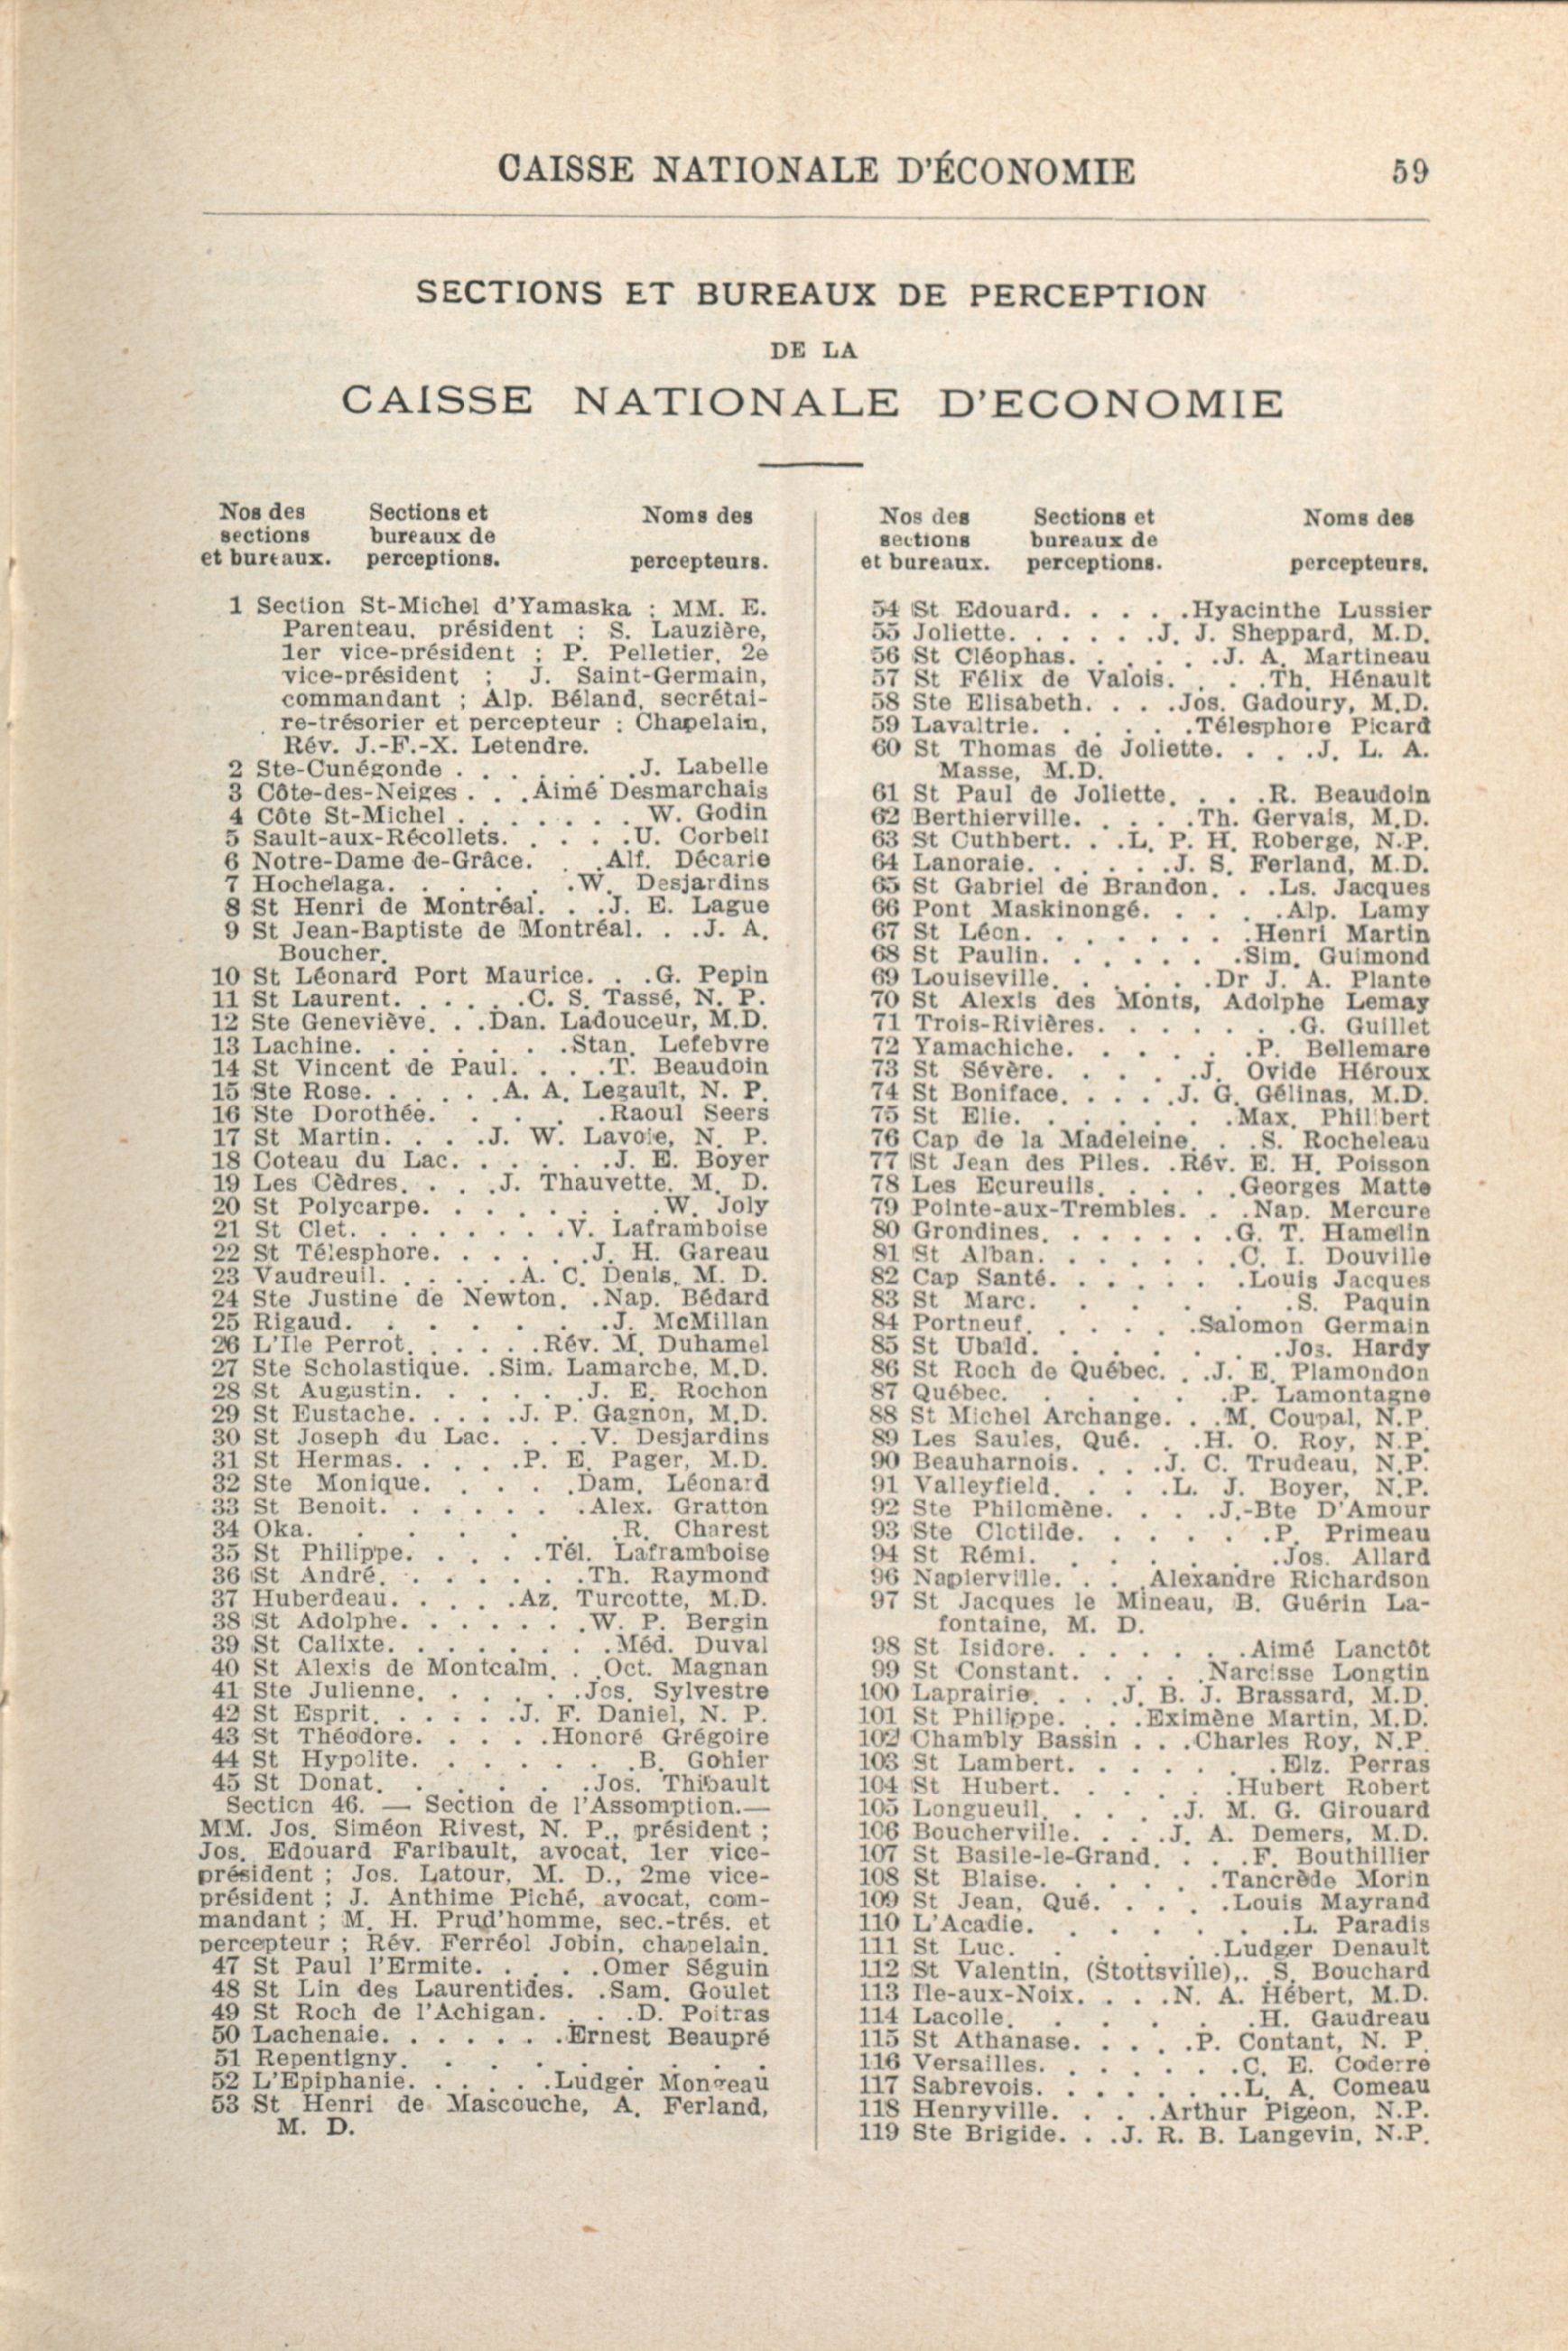 CAISSE NATIONALE D'ÉCONOMIE 59
SECTIONS ET BUREAUX DE PERCEPTION
DE LA
CAISSE NATIONALE D'ECONOMIE
Nos des Sections et Noms des
sections bureaux de
et bureaux. perceptions. percepteurs.
1 Section St-Michel d'Yamaska ; MM. E.
Parenteau, président ; S. Lauzière,
1er vice-président ; P. Pelletier, 2e
vice-président ; J. Saint-Germain,
commandant ; Alp. Béland, secrétai-
re-trésorier et percepteur : Chapelain,
Rév. J.-F.-X. Letendre.
2 Ste-Cunégonde . . . . . . . .J. Labelle
3 Côte-des-Neiges . . .Aimé Desmarchais
4 Côte St-Michel . . . . . . . W. Godin
5 Sault-aux-Récollets. . . . . .U. Corbeil
6 Notre-Dame de-Grâce. . .Alf. Décarie
7 Hochelaga. . . . . .W. Desjardins
8 St Henri de Montréal. . .J. E. Lague
9 St Jean-Baptiste de Montréal. . .J. A.
Boucher.
10 St Léonard Port Maurice. . .G. Pepin
11 St Laurent. . . . . .C. S. Tassé, N. P.
12 Ste Geneviève. . .Dan. Ladouceur, M.D.
13 Lachine. . . . . . .Stan. Lefebvre
14 St Vincent de Paul. . . .T. Beaudoin
15 Ste Rose. . . . . .A. A. Legault, N. P.
16 Ste Dorothée. . . . .Raoul Seers
17 St Martin. . . .J. W. Lavoie, N. P.
18 Coteau du Lac. . . . . .J. E. Boyer
19 Les Cèdres. . . .J. Thauvette, M. D.
20 St Polycarpe. . . . . . . .W. Joly
21 St Clet. . . . . . . .V. Laframboise
22 St Télesphore. . . . . .J. H. Gareau
23 Vaudreuil. . . . . .A. C. Denis, M. D.
24 Ste Justine de Newton. .Nap. Bédard
25 Rigaud. . . . . . . .J. McMillan
26 L'Ile Perrot. . . . . .Rév. M. Duhamel
27 Ste Scholastique. .Sim. Lamarche, M.D.
28 St Augustin. . . . . .J. E. Rochon
29 St Eustache. . . . .J. P. Gagnon, M.D.
30 St Joseph du Lac. . . .V. Desjardins
31 St Hermas. . . . .P. E. Pager, M.D.
32 Ste Monique. . . . .Dam. Léonard
33 St Benoit. . . . . . .Alex. Gratton
34 Oka. . . . . . .R. Charest
35 St Philippe. . . . .Tél. Laframboise
36 St André. . . . . . .Th. Raymond
37 Huberdeau. . . . .Az. Turcotte, M.D.
38 St Adolphe. . . . . . .W. P. Bergin
39 St Calixte. . . . . . . .Méd. Duval
40 St Alexis de Montcalm. . .Oct. Magnan
41 Ste Julienne. . . . . .Jos. Sylvestre
42 St Esprit. . . . . .J. F. Daniel, N. P.
43 St Théodore. . . . . .Honoré Grégoire
44 St Hypolite. . . . . . . .B. Gohier
45 St Donat. . . . . . .Jos. Thibault
Section 46. — Section de l'Assomption.—
MM. Jos. Siméon Rivest, N. P., président ;
Jos. Edouard Faribault, avocat, 1er vice-
président ; Jos. Latour, M. D., 2me vice-
président ; J. Anthime Piché, avocat, com-
mandant ; M. H. Prud'homme, sec.-trés. et
percepteur ; Rév. Ferréol Jobin, chapelain.
47 St Paul l'Ermite. . . . .Omer Séguin
48 St Lin des Laurentides. .Sam. Goulet
49 St Roch de l'Achigan. . . .D. Poitras
50 Lachenaie. . . . . . .Ernest Beaupré
51 Repentigny. . . . . . . . .
52 L'Epiphanie. . . . . .Ludger Mongeau
53 St Henri de Mascouche, A. Ferland,
M. D.
Nos des Sections et Noms des
sections bureaux de
et bureaux. perceptions. percepteurs.
54 St Edouard. . . . . .Hyacinthe Lussier
55 Joliette. . . . . . .J. J. Sheppard, M.D.
56 St Cléophas. . . . . . .J. A. Martineau
57 St Félix de Valois. . . .Th. Hénault
58 Ste Elisabeth. . . . .Jos. Gadoury, M.D.
59 Lavaltrie. . . . . . .Télesphore Picard
60 St Thomas de Joliette. . . .J. L. A.
Masse, M.D.
61 St Paul de Joliette. . . .R. Beaudoin
62 Berthierville. . . . .Th. Gervais, M.D.
63 St Cuthbert. . .L. P. H. Roberge, N.P.
64 Lanoraie. . . . . .J. S. Ferland, M.D.
65 St Gabriel de Brandon. . .Ls. Jacques
66 Pont Maskinongé. . . . .Alp. Lamy
67 St Léon. . . . . . . .Henri Martin
68 St Paulin. . . . . . .Sim. Guimond
69 Louiseville. . . . . .Dr J. A. Plante
70 St Alexis des Monts, Adolphe Lemay
71 Trois-Rivières. . . . . . . .G. Guillet
72 Yamachiche. . . . . . .P. Bellemare
73 St Sévère. . . . . .J. Ovide Héroux
74 St Boniface. . . . . .J. G. Gélinas, M.D.
75 St Elie. . . . . . . .Max. Philibert
76 Cap de la Madeleine. . .S. Rocheleau
77 St Jean des Piles. .Rév. E. H. Poisson
78 Les Ecureuils. . . . . .Georges Matte
79 Pointe-aux-Trembles. . .Nap. Mercure
80 Grondines. . . . . . . .G. T. Hamelin
81 St Alban. . . . . . . .C. I. Douville
82 Cap Santé. . . . . . . .Louis Jacques
83 St Marc. . . . . . .S. Paquin
84 Portneuf. . . . . .Salomon Germain
85 St Ubald. . . . . . . .Jos. Hardy
86 St Roch de Québec. . .J. E. Plamondon
87 Québec. . . . . . .P. Lamontagne
88 St Michel Archange. . .M. Coupal, N.P.
89 Les Saules, Qué. . . .H. O. Roy, N.P.
90 Beauharnois. . . . .J. C. Trudeau, N.P.
91 Valleyfield. . . . .L. J. Boyer, N.P.
92 Ste Philomène. . . . .J.-Bte D'Amour
93 Ste Clotilde. . . . . . .P. Primeau
94 St Rémi. . . . . . . .Jos. Allard
96 Napierville. . . .Alexandre Richardson
97 St Jacques le Mineau, B. Guérin La-
fontaine, M. D.
98 St Isidore. . . . . . . .Aimé Lanctôt
99 St Constant. . . . . .Narcisse Longtin
100 Laprairie. . . . .J. B. J. Brassard, M.D.
101 St Philippe. . . . .Eximène Martin, M.D.
102 Chambly Bassin . . .Charles Roy, N.P.
103 St Lambert. . . . . . . .Elz. Perras
104 St Hubert. . . . . . .Hubert Robert
105 Longueuil. . . . . .J. M. G. Girouard
106 Boucherville. . . . .J. A. Demers, M.D.
107 St Basile-le-Grand. . . . .F. Bouthillier
108 St Blaise. . . . . . .Tancrède Morin
109 St Jean, Qué. . . . . .Louis Mayrand
110 L'Acadie. . . . . . . .L. Paradis
111 St Luc. . . . . .Ludger Denault
112 St Valentin, (Stottsville),. .S. Bouchard
113 Ile-aux-Noix. . . . .N. A. Hébert, M.D.
114 Lacolle. . . . . . .H. Gaudreau
115 St Athanase. . . . . .P. Contant, N. P.
116 Versailles. . . . . . . .C. E. Coderre
117 Sabrevois. . . . . . . ..L. A. Comeau
118 Henryville. . . . .Arthur Pigeon, N.P.
119 Ste Brigide. . .J. R. B. Langevin, N.P.